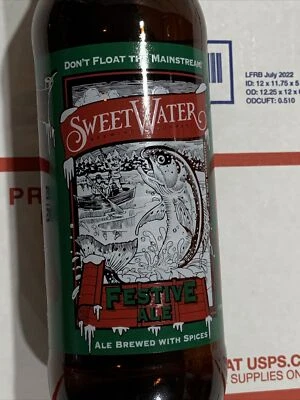 DON'T FLOAT THE MAINSTREAM!
SWEETWATER
FESTIVE
ALE
ALE BREWED WITH SPICES
LFRB July 2022
ID: 12 x 11.75 x 5
OD: 12.25 x 12 x
ODCUFT: 0.510
PR
AT USPS.C
SUPPLIES ON